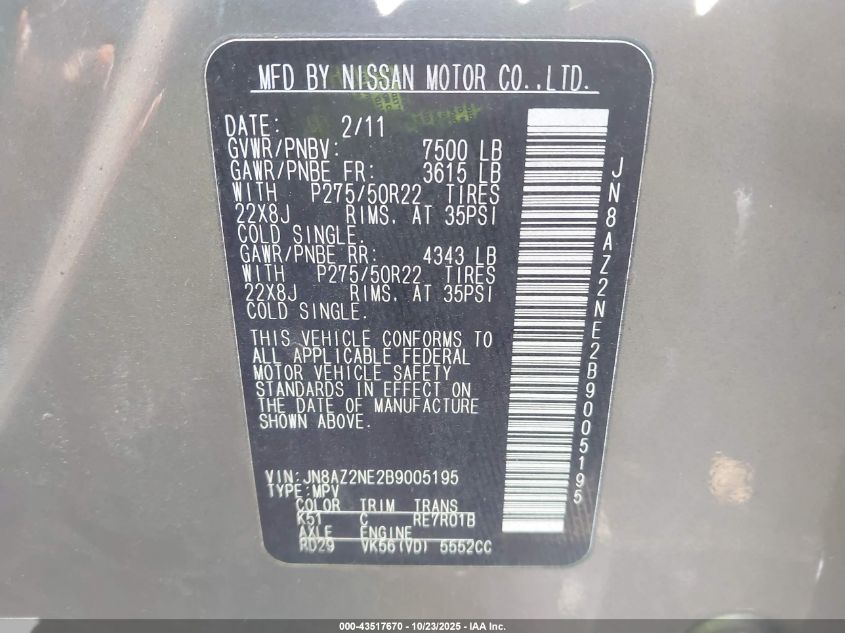 MFD BY NISSAN MOTOR CO.,LTD.
DATE: 2/11
GVWR/PNBV: 7500 LB
GAWR/PNBE FR: 3615 LB
WITH P275/50R22 TIRES
22X8J RIMS. AT 35PSI
COLD SINGLE.
GAWR/PNBE RR: 4343 LB
WITH P275/50R22 TIRES
22X8J RIMS. AT 35PSI
COLD SINGLE.
THIS VEHICLE CONFORMS TO
ALL APPLICABLE FEDERAL
MOTOR VEHICLE SAFETY
STANDARDS IN EFFECT ON
THE DATE OF MANUFACTURE
SHOWN ABOVE.
VIN:JN8AZ2NE2B9005195
TYPE:MPV
COLOR TRIM TRANS
K51 C RE7R01B
AXLE ENGINE
RD29 VK56(VD) 5552CC
JN8AZ2NE2B9005195
000-43517670 - 10/23/2025 - IAA Inc.